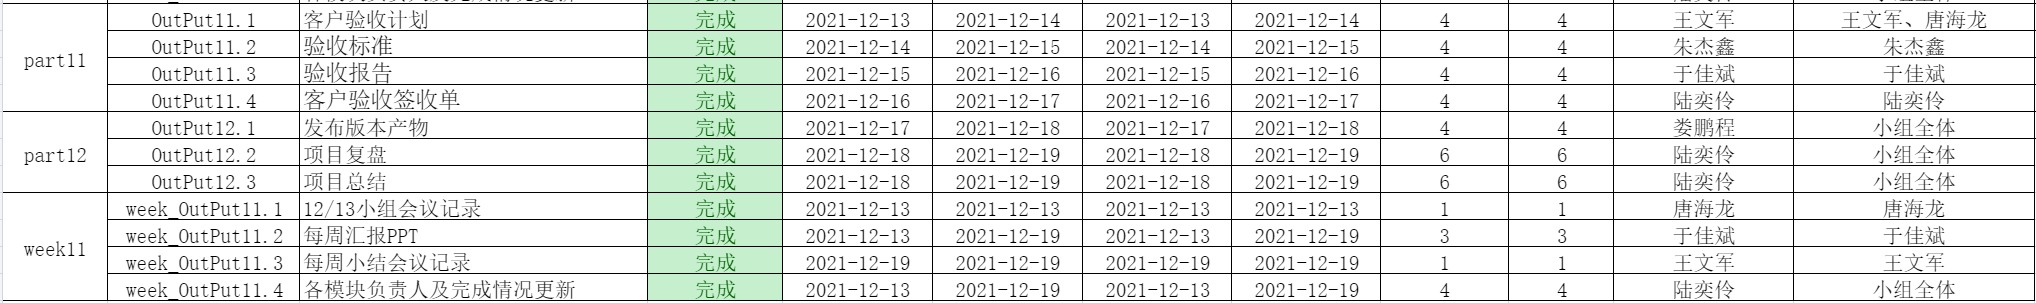 OutPut11.1 客户验收计划 完成 2021-12-13 2021-12-14 2021-12-13 2021-12-14 4 4 王文军 王文军、唐海龙
part11
OutPut11.2 验收标准 完成 2021-12-14 2021-12-15 2021-12-14 2021-12-15 4 4 朱杰鑫 朱杰鑫
OutPut11.3 验收报告 完成 2021-12-15 2021-12-16 2021-12-15 2021-12-16 4 4 于佳斌 于佳斌
OutPut11.4 客户验收签收单 完成 2021-12-16 2021-12-17 2021-12-16 2021-12-17 4 4 陆奕伶 陆奕伶
part12
OutPut12.1 发布版本产物 完成 2021-12-17 2021-12-18 2021-12-17 2021-12-18 4 4 娄鹏程 小组全体
OutPut12.2 项目复盘 完成 2021-12-18 2021-12-19 2021-12-18 2021-12-19 6 6 陆奕伶 小组全体
OutPut12.3 项目总结 完成 2021-12-18 2021-12-19 2021-12-18 2021-12-19 6 6 陆奕伶 小组全体
week11
week_OutPut11.1 12/13小组会议记录 完成 2021-12-13 2021-12-13 2021-12-13 2021-12-13 1 1 唐海龙 唐海龙
week_OutPut11.2 每周汇报PPT 完成 2021-12-13 2021-12-19 2021-12-13 2021-12-19 3 3 于佳斌 于佳斌
week_OutPut11.3 每周小结会议记录 完成 2021-12-19 2021-12-19 2021-12-19 2021-12-19 1 1 王文军 王文军
week_OutPut11.4 各模块负责人及完成情况更新 完成 2021-12-13 2021-12-19 2021-12-13 2021-12-19 4 4 陆奕伶 小组全体